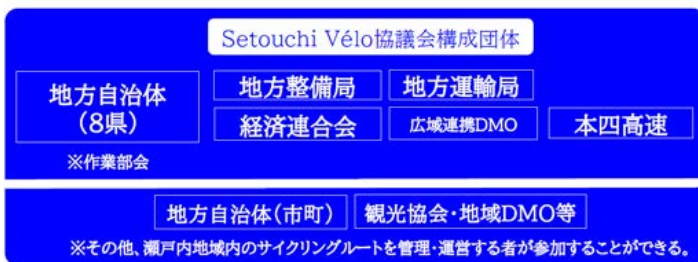 Setouchi Vélo協議会構成団体
地方自治体
(8県)
地方整備局
地方運輸局
経済連合会
広域連携DMO
本四高速
※作業部会
地方自治体(市町)
観光協会・地域DMO等
※その他、瀬戸内地域内のサイクリングルートを管理・運営する者が参加することができる。